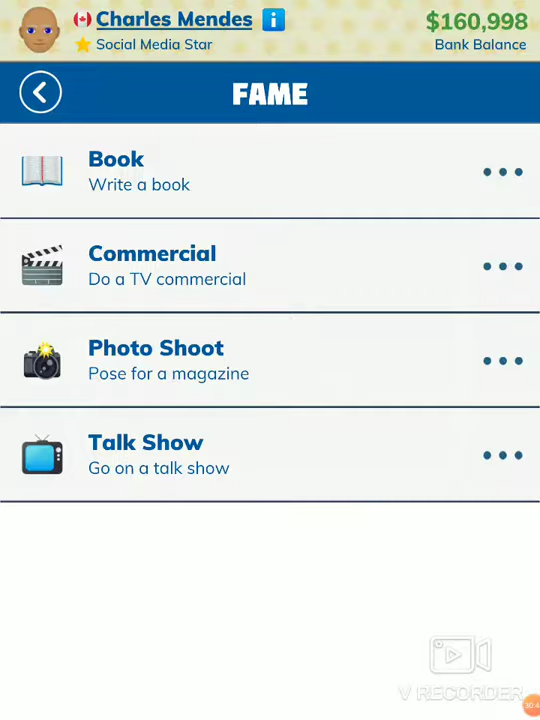 Charles Mendes
$160,998
Social Media Star
Bank Balance
FAME
Book
Write a book
Commercial
Do a TV commercial
Photo Shoot
Pose for a magazine
Talk Show
Go on a talk show
V RECORDER